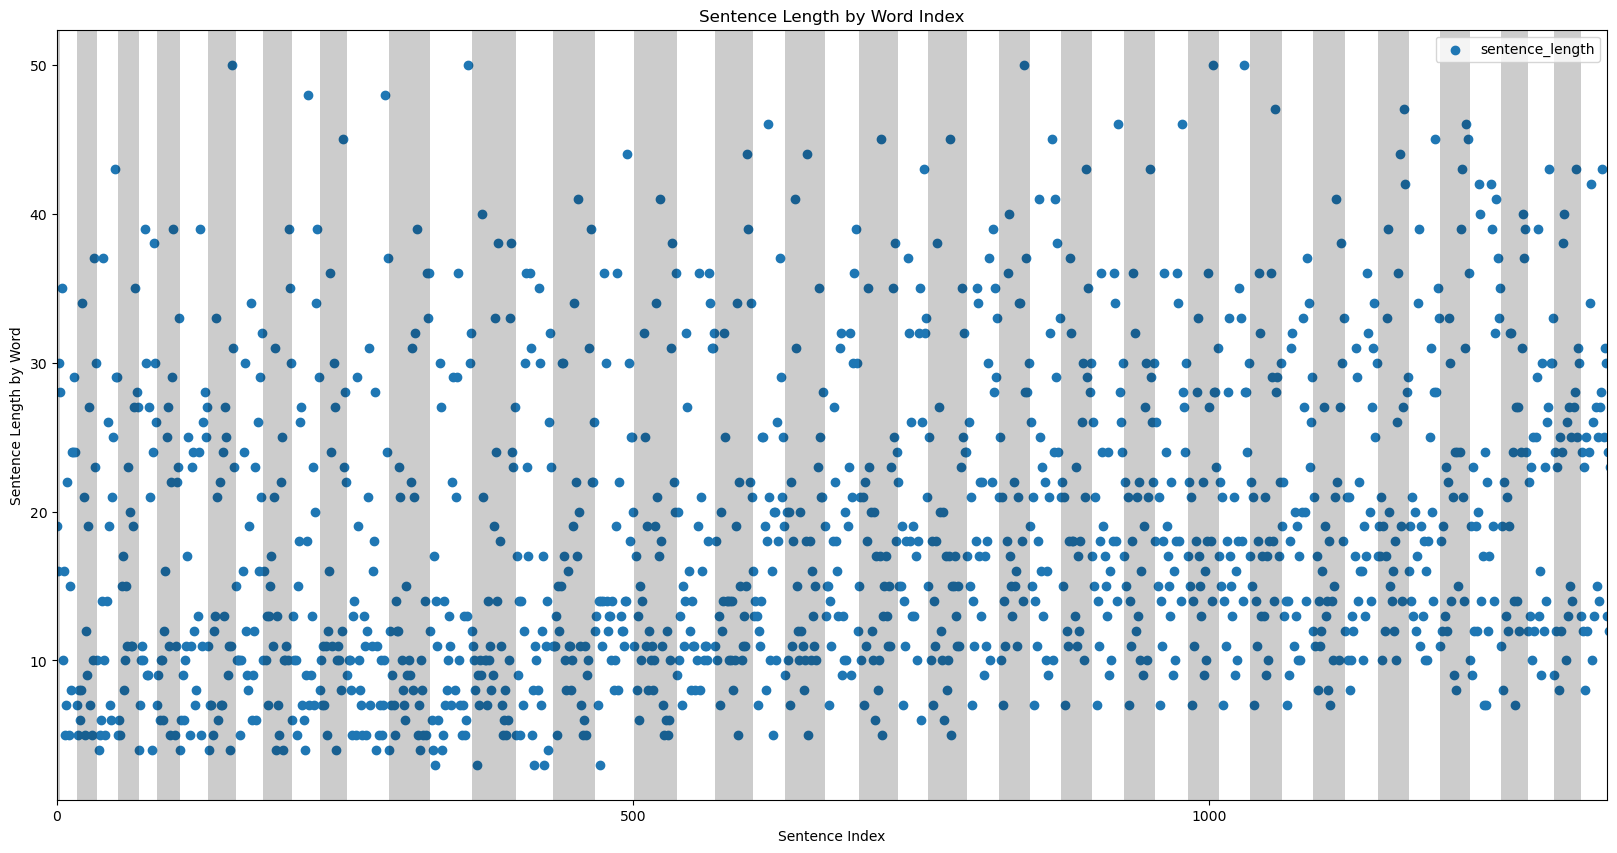 Sentence Length by Word Index
sentence_length
Sentence Length by Word
50
40
30
20
10
0
500
1000
Sentence Index